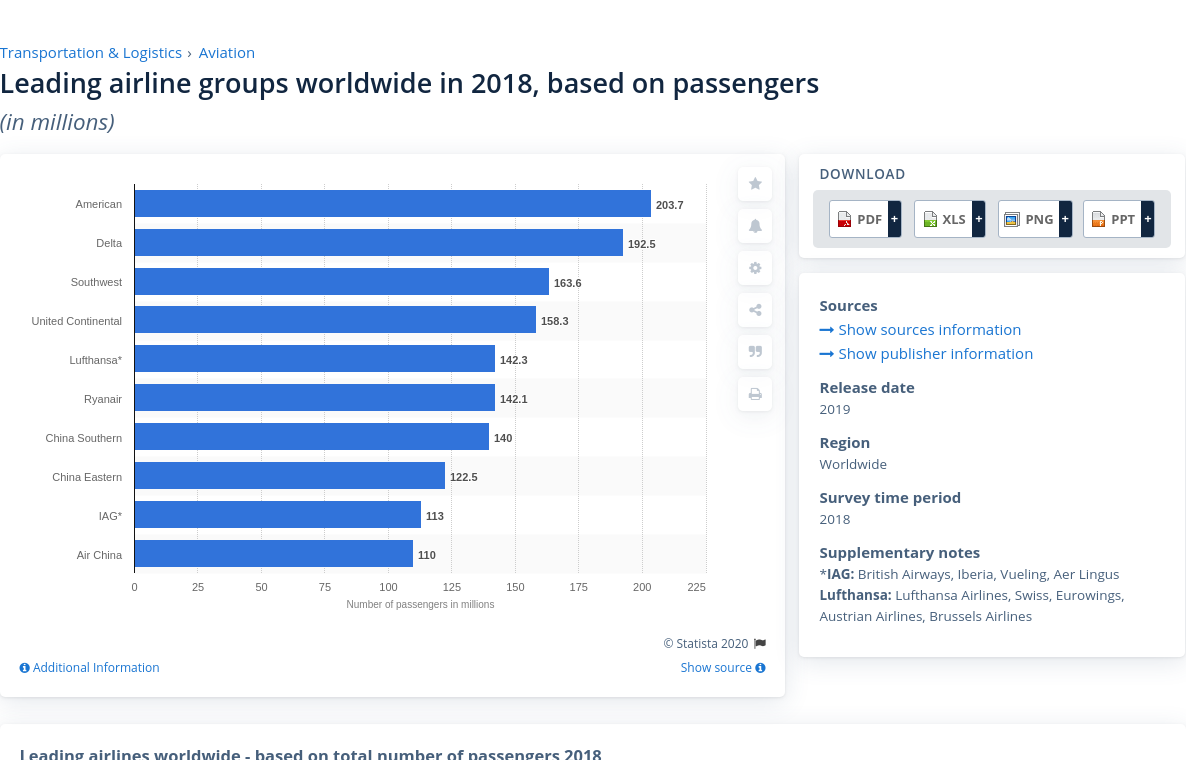 Transportation & Logistics › Aviation
Leading airline groups worldwide in 2018, based on passengers
(in millions)
American 203.7
Delta 192.5
Southwest 163.6
United Continental 158.3
Lufthansa* 142.3
Ryanair 142.1
China Southern 140
China Eastern 122.5
IAG* 113
Air China 110
0 25 50 75 100 125 150 175 200 225
Number of passengers in millions
© Statista 2020
Additional Information
Show source
DOWNLOAD
PDF + XLS + PNG + PPT +
Sources
Show sources information
Show publisher information
Release date
2019
Region
Worldwide
Survey time period
2018
Supplementary notes
*IAG: British Airways, Iberia, Vueling, Aer Lingus
Lufthansa: Lufthansa Airlines, Swiss, Eurowings,
Austrian Airlines, Brussels Airlines
Leading airlines worldwide - based on total number of passengers 2018